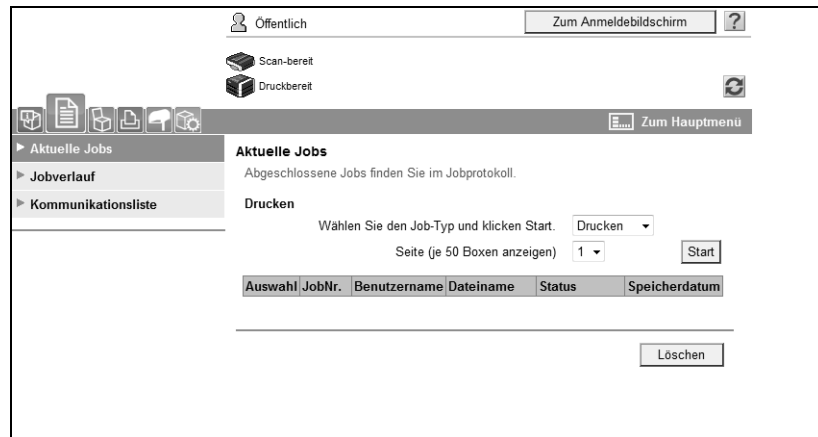 Öffentlich
Zum Anmeldebildschirm
?
Scan-bereit
Druckbereit
Zum Hauptmenü
Aktuelle Jobs
Jobverlauf
Kommunikationsliste
Aktuelle Jobs
Abgeschlossene Jobs finden Sie im Jobprotokoll.
Drucken
Wählen Sie den Job-Typ und klicken Start. Drucken
Seite (je 50 Boxen anzeigen) 1 Start
Auswahl JobNr. Benutzername Dateiname Status Speicherdatum
Löschen